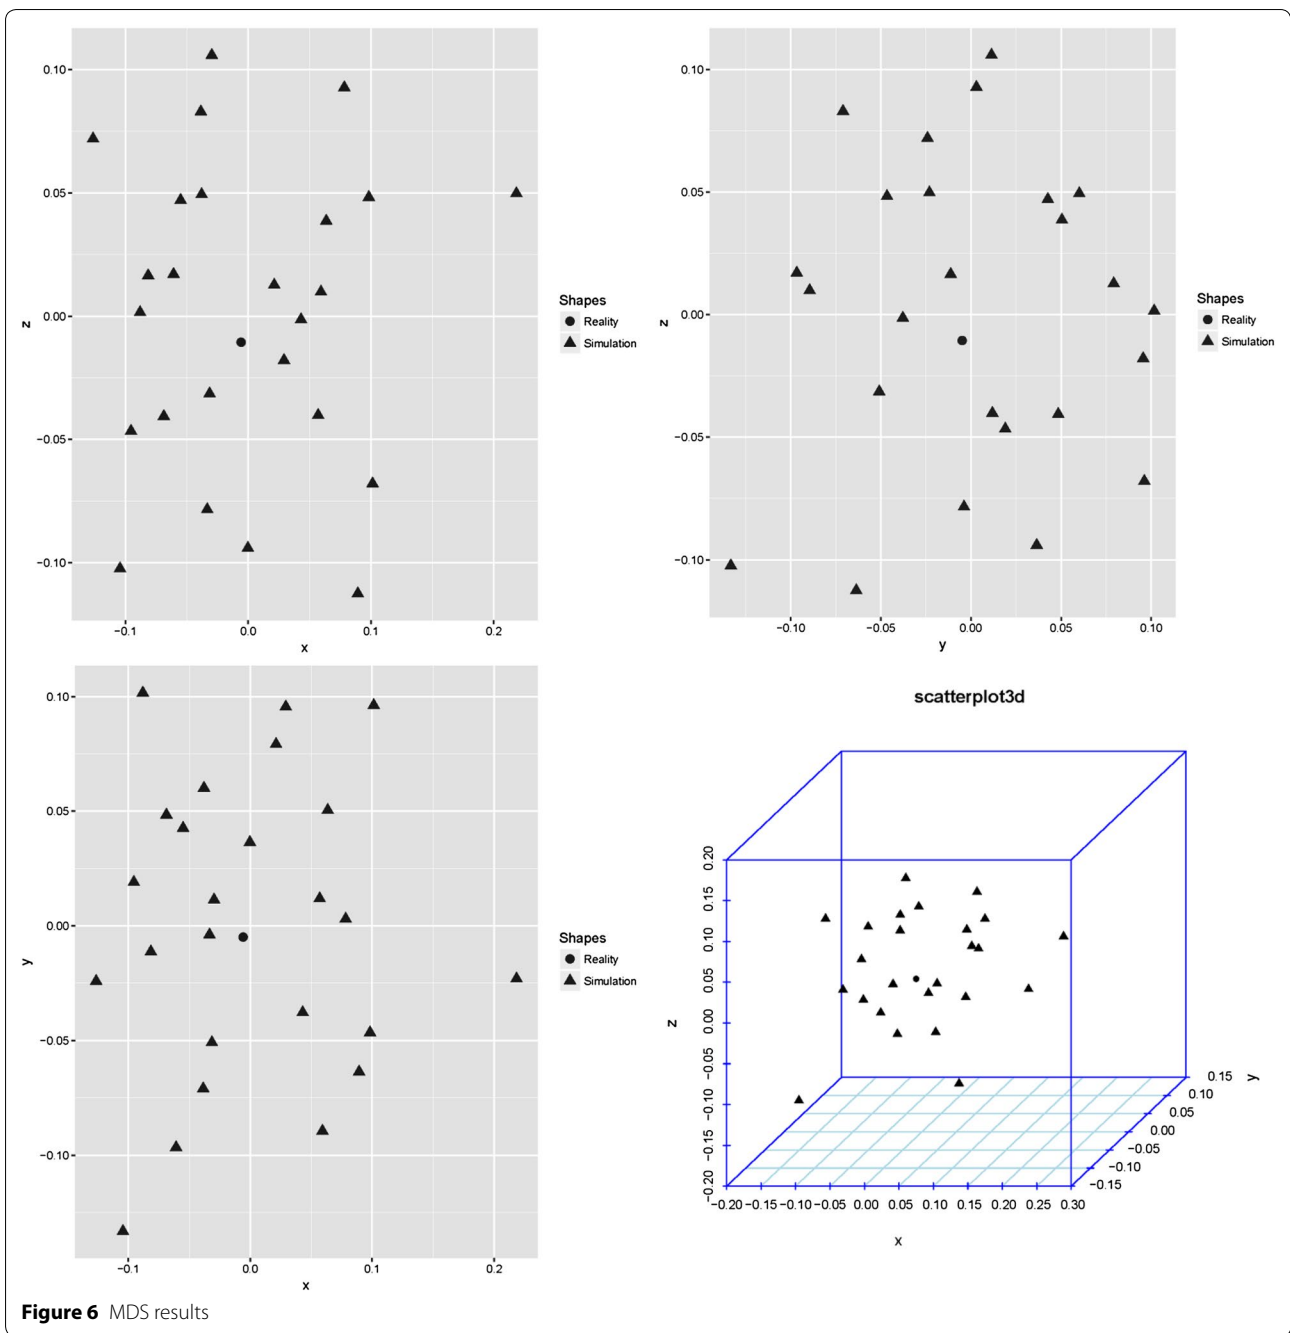 0.10
0.05
0.00
−0.05
−0.10
z
−0.1 0.0 0.1 0.2
x
Shapes
Reality
Simulation
0.10
0.05
0.00
−0.05
−0.10
z
−0.10 −0.05 0.00 0.05 0.10
y
Shapes
Reality
Simulation
0.10
0.05
0.00
−0.05
−0.10
y
−0.1 0.0 0.1 0.2
x
Shapes
Reality
Simulation
scatterplot3d
0.20
0.15
0.10
0.05
0.00
−0.05
−0.10
−0.15
−0.20
z
−0.20 −0.15 −0.10 −0.05 0.00 0.05 0.10 0.15 0.20 0.25 0.30
x
0.15
0.10
0.05
0.00
−0.05
−0.10
−0.15
y
Figure 6 MDS results